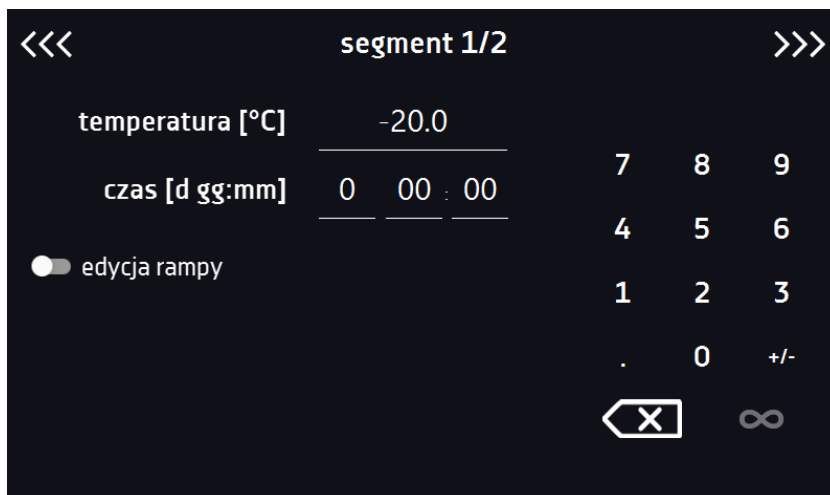 <<< segment 1/2 >>>
temperatura [°C] -20.0
czas [d gg:mm] 0 00 : 00
edycja rampy
7 8 9
4 5 6
1 2 3
. 0 +/-
X ∞